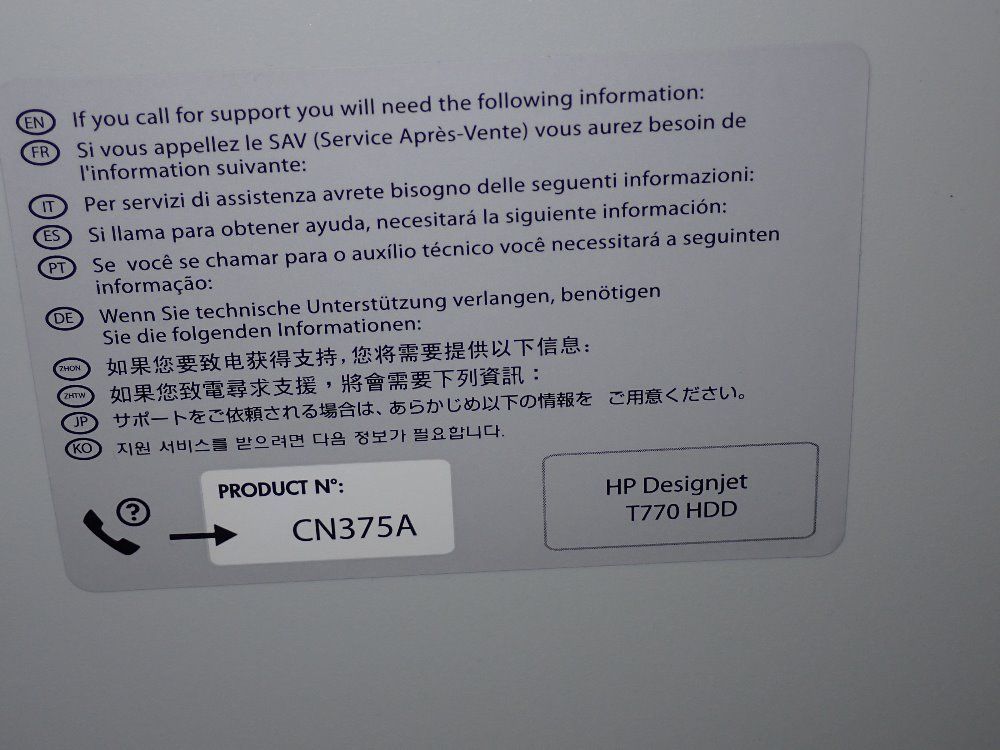 EN If you call for support you will need the following information:
FR Si vous appellez le SAV (Service Après-Vente) vous aurez besoin de
l'information suivante:
IT Per servizi di assistenza avrete bisogno delle seguenti informazioni:
ES Si llama para obtener ayuda, necesitará la siguiente información:
PT Se você se chamar para o auxílio técnico você necessitará a seguinten
informação:
DE Wenn Sie technische Unterstützung verlangen, benötigen
Sie die folgenden Informationen:
ZHON 如果您要致电获得支持,您将需要提供以下信息:
ZHTW 如果您致電尋求支援,將會需要下列資訊:
JP サポートをご依頼される場合は、あらかじめ以下の情報を ご用意ください。
KO 지원 서비스를 받으려면 다음 정보가 필요합니다.
PRODUCT Nº:
CN375A
HP Designjet
T770 HDD